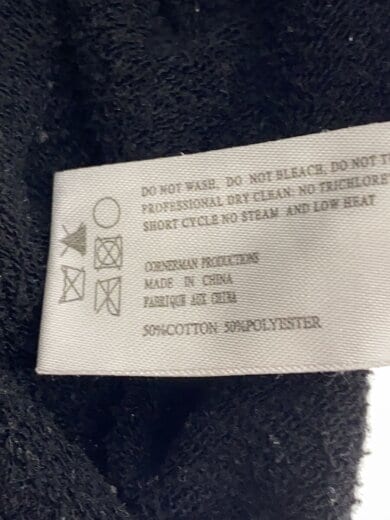 DO NOT WASH, DO NOT BLEACH, DO NOT
PROFESSIONAL DRY CLEAN: NO
SHORT CYCLE NO STEAM AND LOW HEAT
CORNERMAN PRODUCTIONS
MADE IN CHINA
FABRIQUE AUX CHINA
50%COTTON 50%POLYESTER